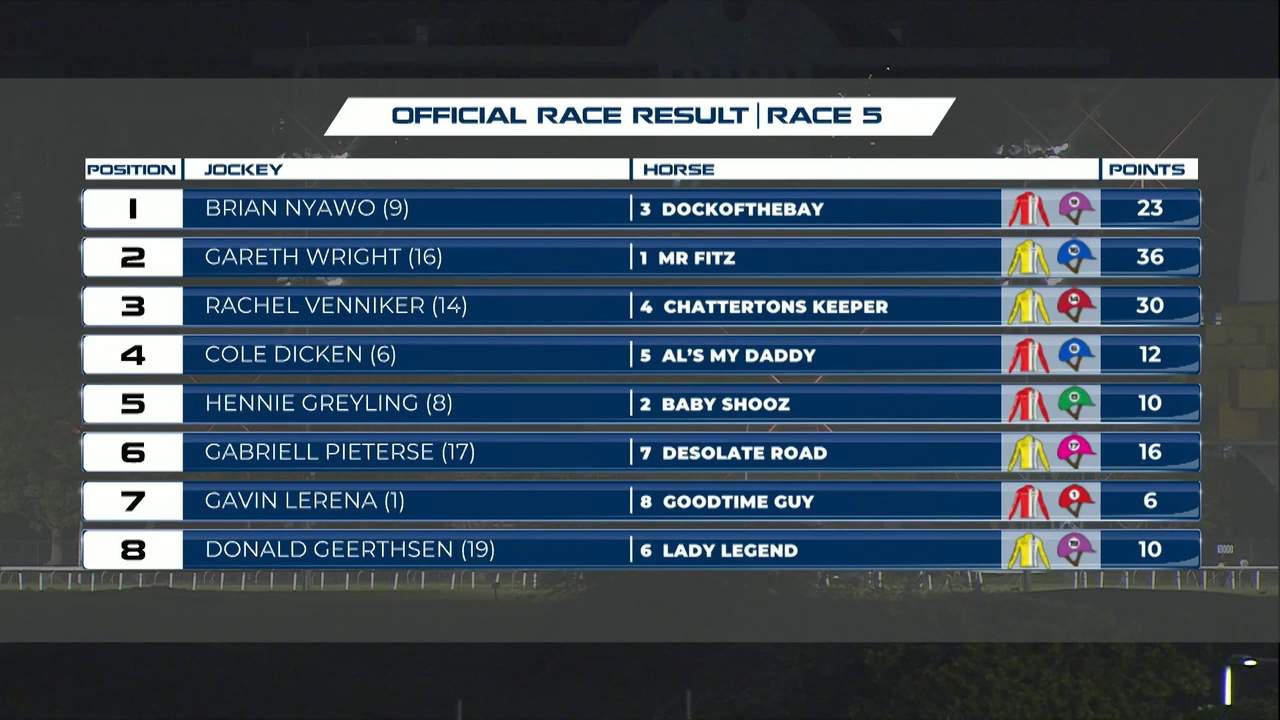 OFFICIAL RACE RESULT | RACE 5
POSITION JOCKEY HORSE POINTS
1 BRIAN NYAWO (9) 3 DOCKOFTHEBAY 23
2 GARETH WRIGHT (16) 1 MR FITZ 36
3 RACHEL VENNIKER (14) 4 CHATTERTONS KEEPER 30
4 COLE DICKEN (6) 5 AL'S MY DADDY 12
5 HENNIE GREYLING (8) 2 BABY SHOOZ 10
6 GABRIELL PIETERSE (17) 7 DESOLATE ROAD 16
7 GAVIN LERENA (1) 8 GOODTIME GUY 6
8 DONALD GEERTHSEN (19) 6 LADY LEGEND 10